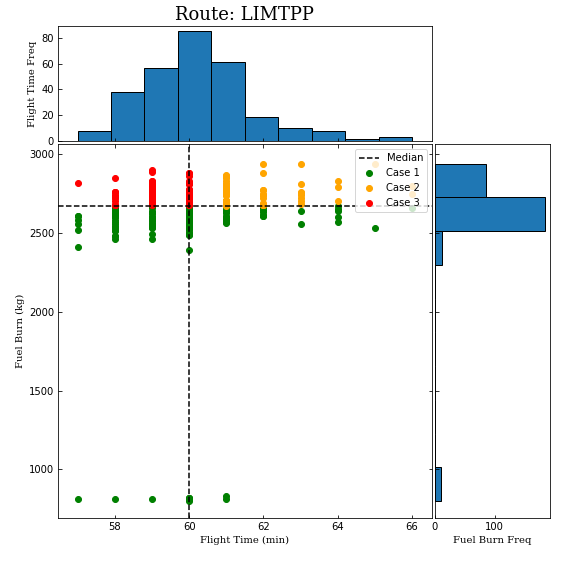 Route: LIMTPP
Flight Time Freq
80
60
40
20
0
Median
Case 1
Case 2
Case 3
Fuel Burn (kg)
3000
2500
2000
1500
1000
58
60
62
64
66
Flight Time (min)
0
100
Fuel Burn Freq